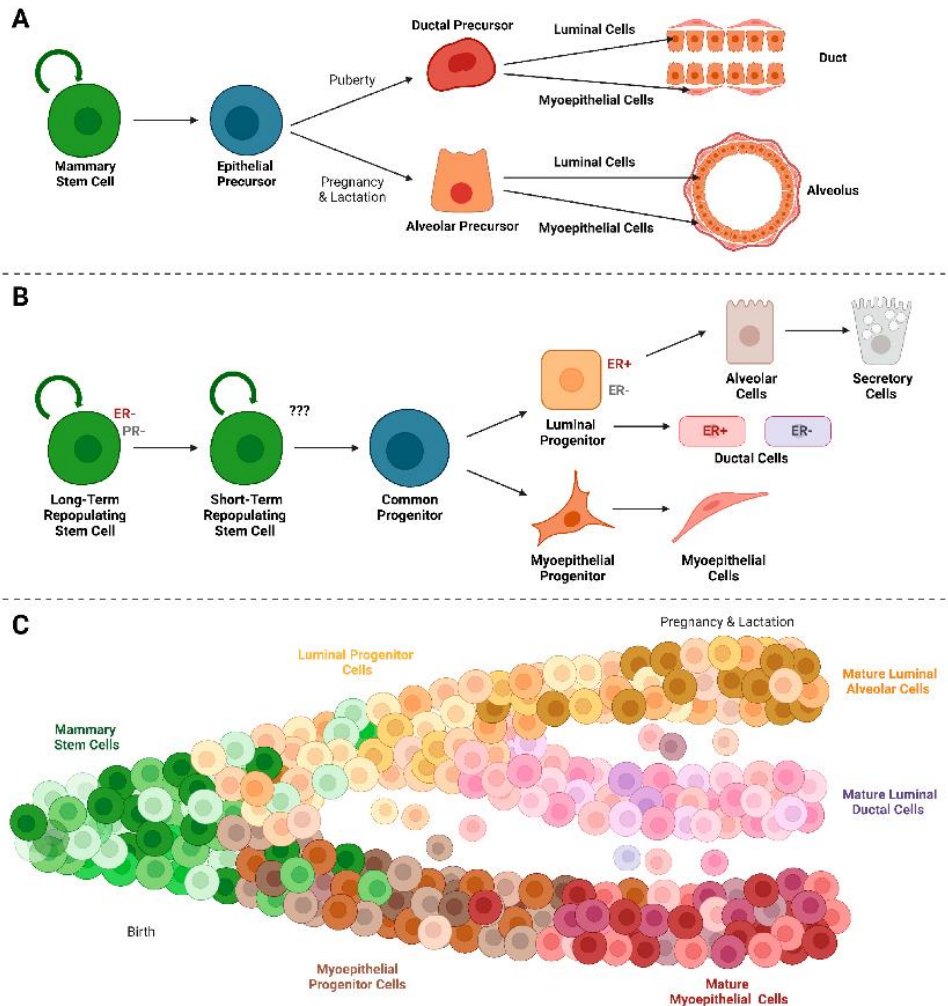 A
Mammary
Stem Cell
Epithelial
Precursor
Puberty
Pregnancy
& Lactation
Ductal Precursor
Alveolar Precursor
Luminal Cells
Myoepithelial Cells
Duct
Luminal Cells
Myoepithelial Cells
Alveolus
B
ER-
PR-
Long-Term
Repopulating
Stem Cell
???
Short-Term
Repopulating
Stem Cell
Common
Progenitor
ER+
ER-
Luminal
Progenitor
Alveolar
Cells
Secretory
Cells
ER+
ER-
Ductal Cells
Myoepithelial
Progenitor
Myoepithelial
Cells
C
Pregnancy & Lactation
Luminal Progenitor
Cells
Mature Luminal
Alveolar Cells
Mammary
Stem Cells
Mature Luminal
Ductal Cells
Birth
Myoepithelial
Progenitor Cells
Mature
Myoepithelial Cells